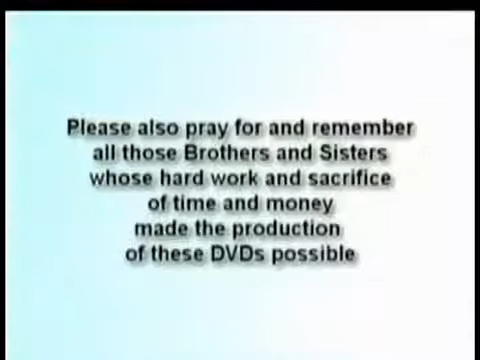 Please also pray for and remember
all those Brothers and Sisters
whose hard work and sacrifice
of time and money
made the production
of these DVDs possible